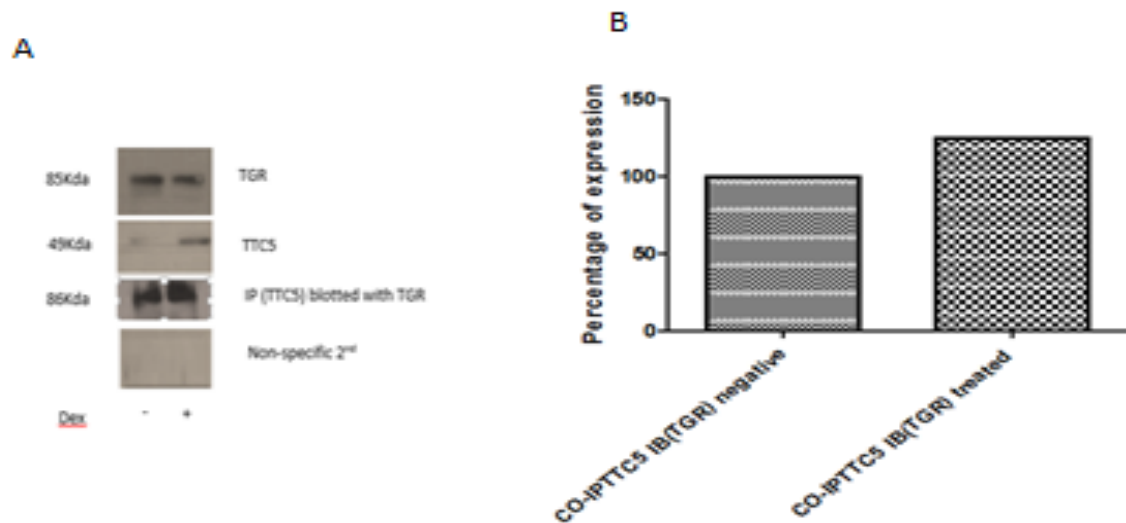 A
85Kda TGR
49Kda TTC5
86Kda IP (TTC5) blotted with TGR
Non-specific 2nd
Dex - +
B
Percentage of expression
150
100
50
0
CO-IPTTC5 IB(TGR) negative
CO-IPTTC5 IB(TGR) treated